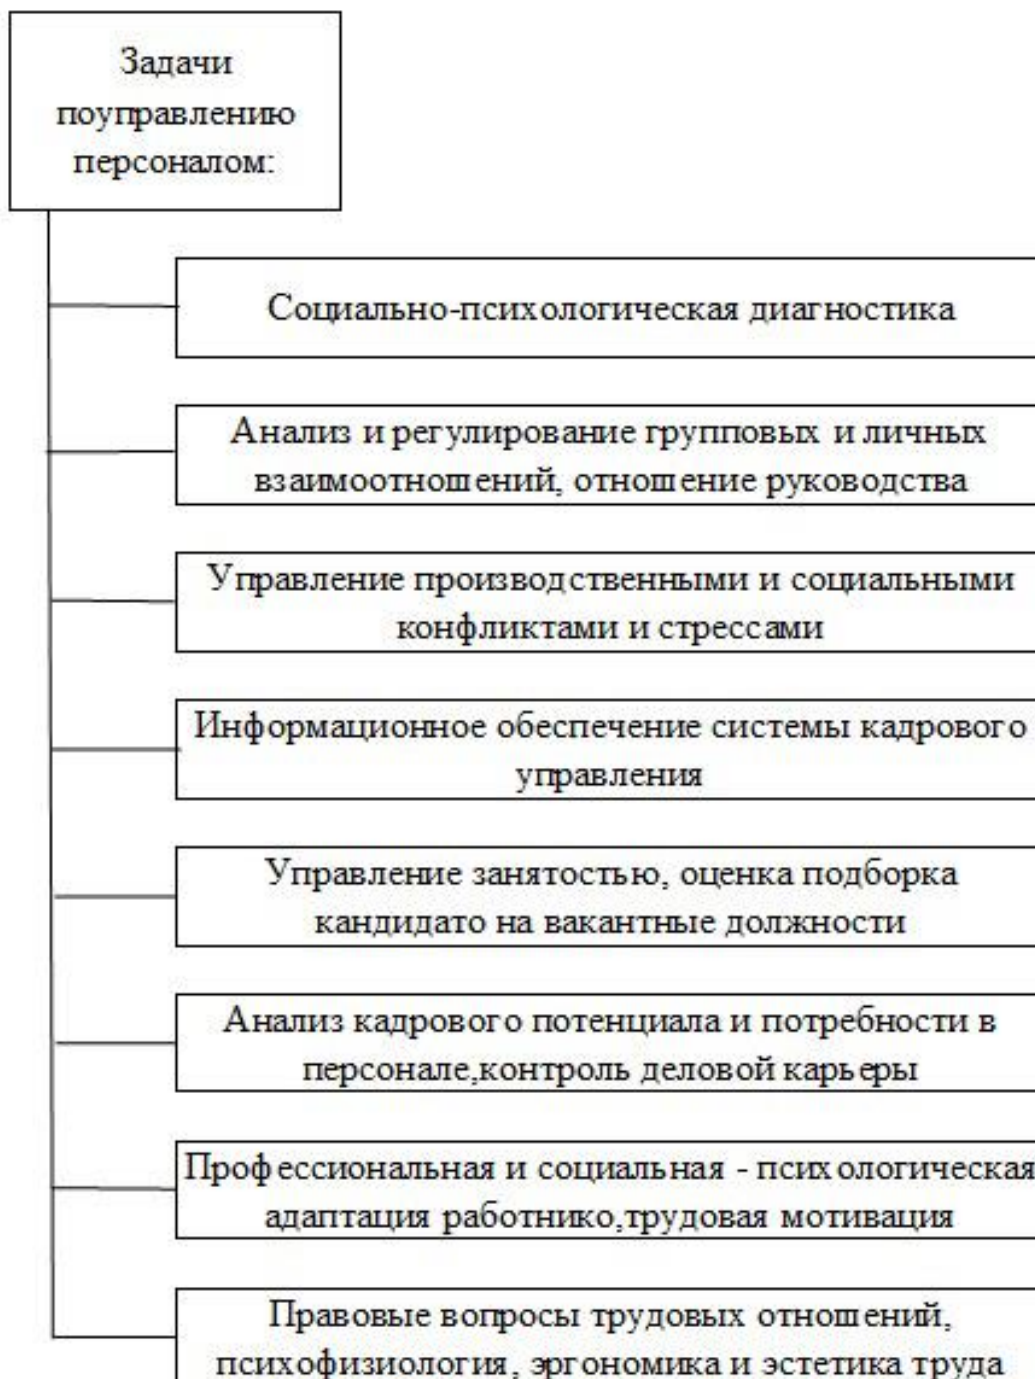 Задачи
поуправлению
персоналом:
Социально-психологическая диагностика
Анализ и регулирование групповых и личных
взаимоотношений, отношение руководства
Управление производственными и социальными
конфликтами и стрессами
Информационное обеспечение системы кадрового
управления
Управление занятостью, оценка подборка
кандидато на вакантные должности
Анализ кадрового потенциала и потребности в
персонале,контроль деловой карьеры
Профессиональная и социальная - психологическая
адаптация работнико,трудовая мотивация
Правовые вопросы трудовых отношений,
психофизиология, эргономика и эстетика труда